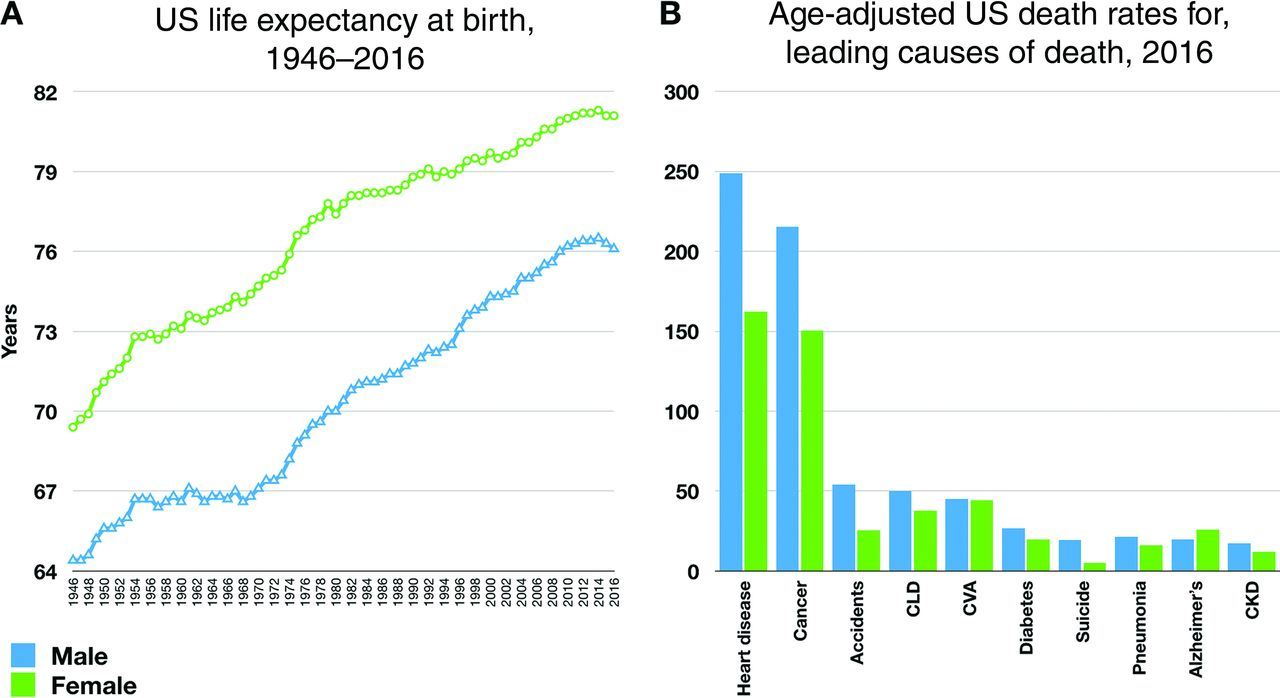 A
US life expectancy at birth,
1946–2016
Years
82
79
76
73
70
67
64
1946
1948
1950
1952
1954
1956
1958
1960
1962
1964
1966
1968
1970
1972
1974
1976
1978
1980
1982
1984
1986
1988
1989
1990
1992
1994
1996
1998
2000
2002
2004
2006
2008
2010
2012
2014
2016
Male
Female
B
Age-adjusted US death rates for,
leading causes of death, 2016
300
250
200
150
100
50
0
Heart disease
Cancer
Accidents
CLD
CVA
Diabetes
Suicide
Pneumonia
Alzheimer's
CKD